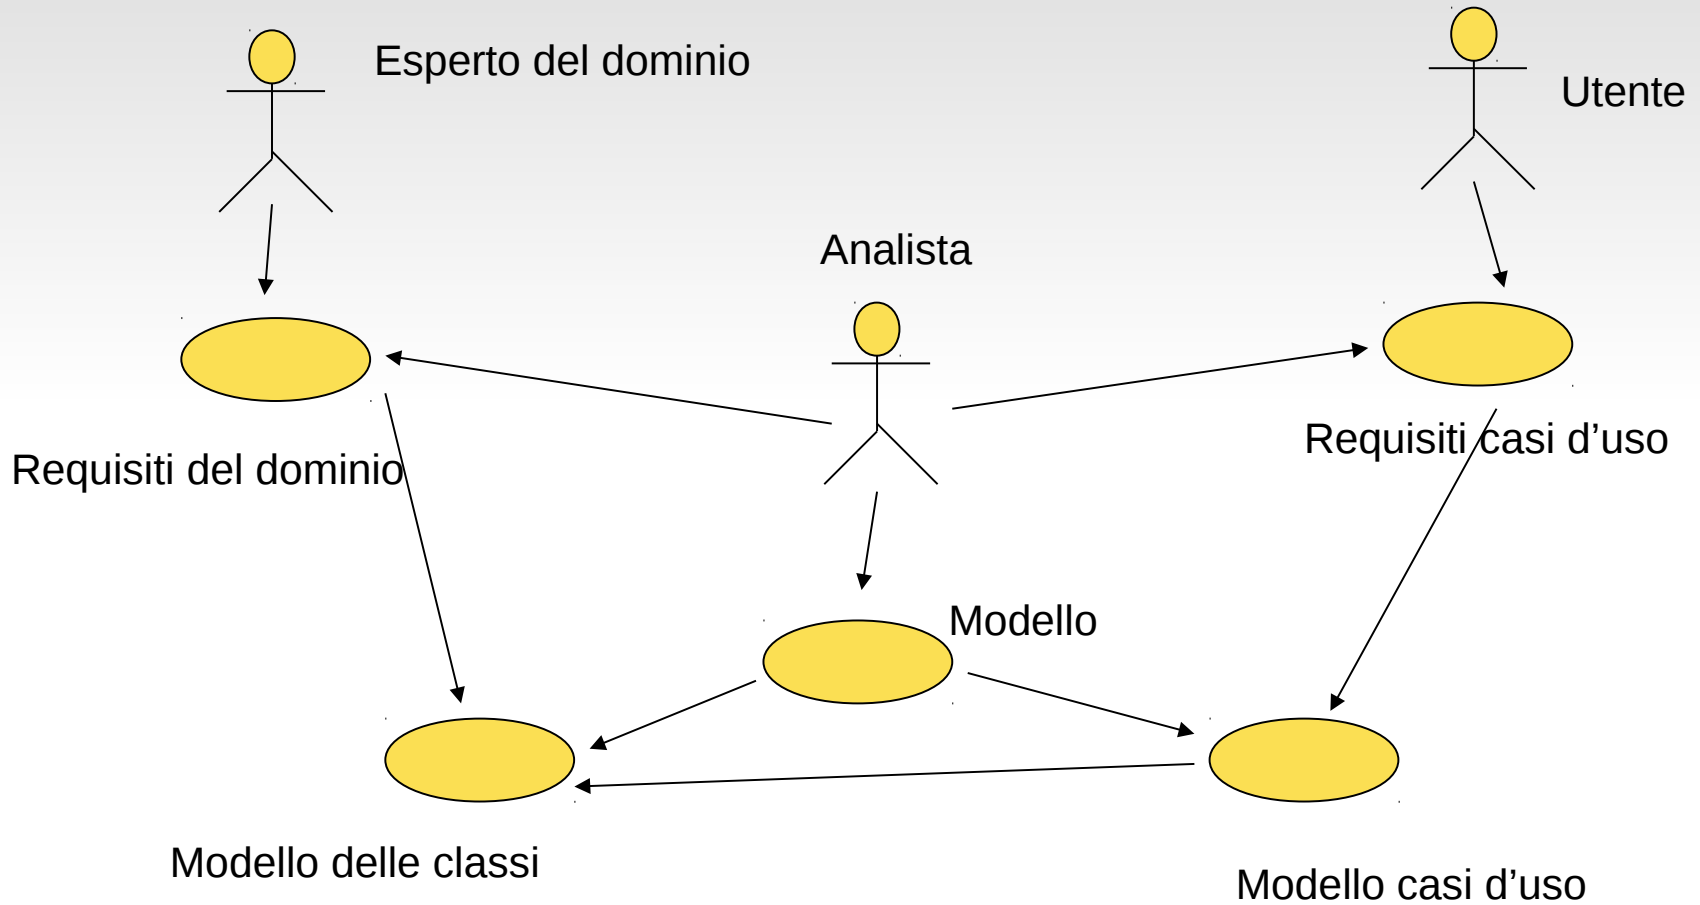 Esperto del dominio
Utente
Analista
Requisiti casi d’uso
Requisiti del dominio
Modello
Modello delle classi
Modello casi d’uso